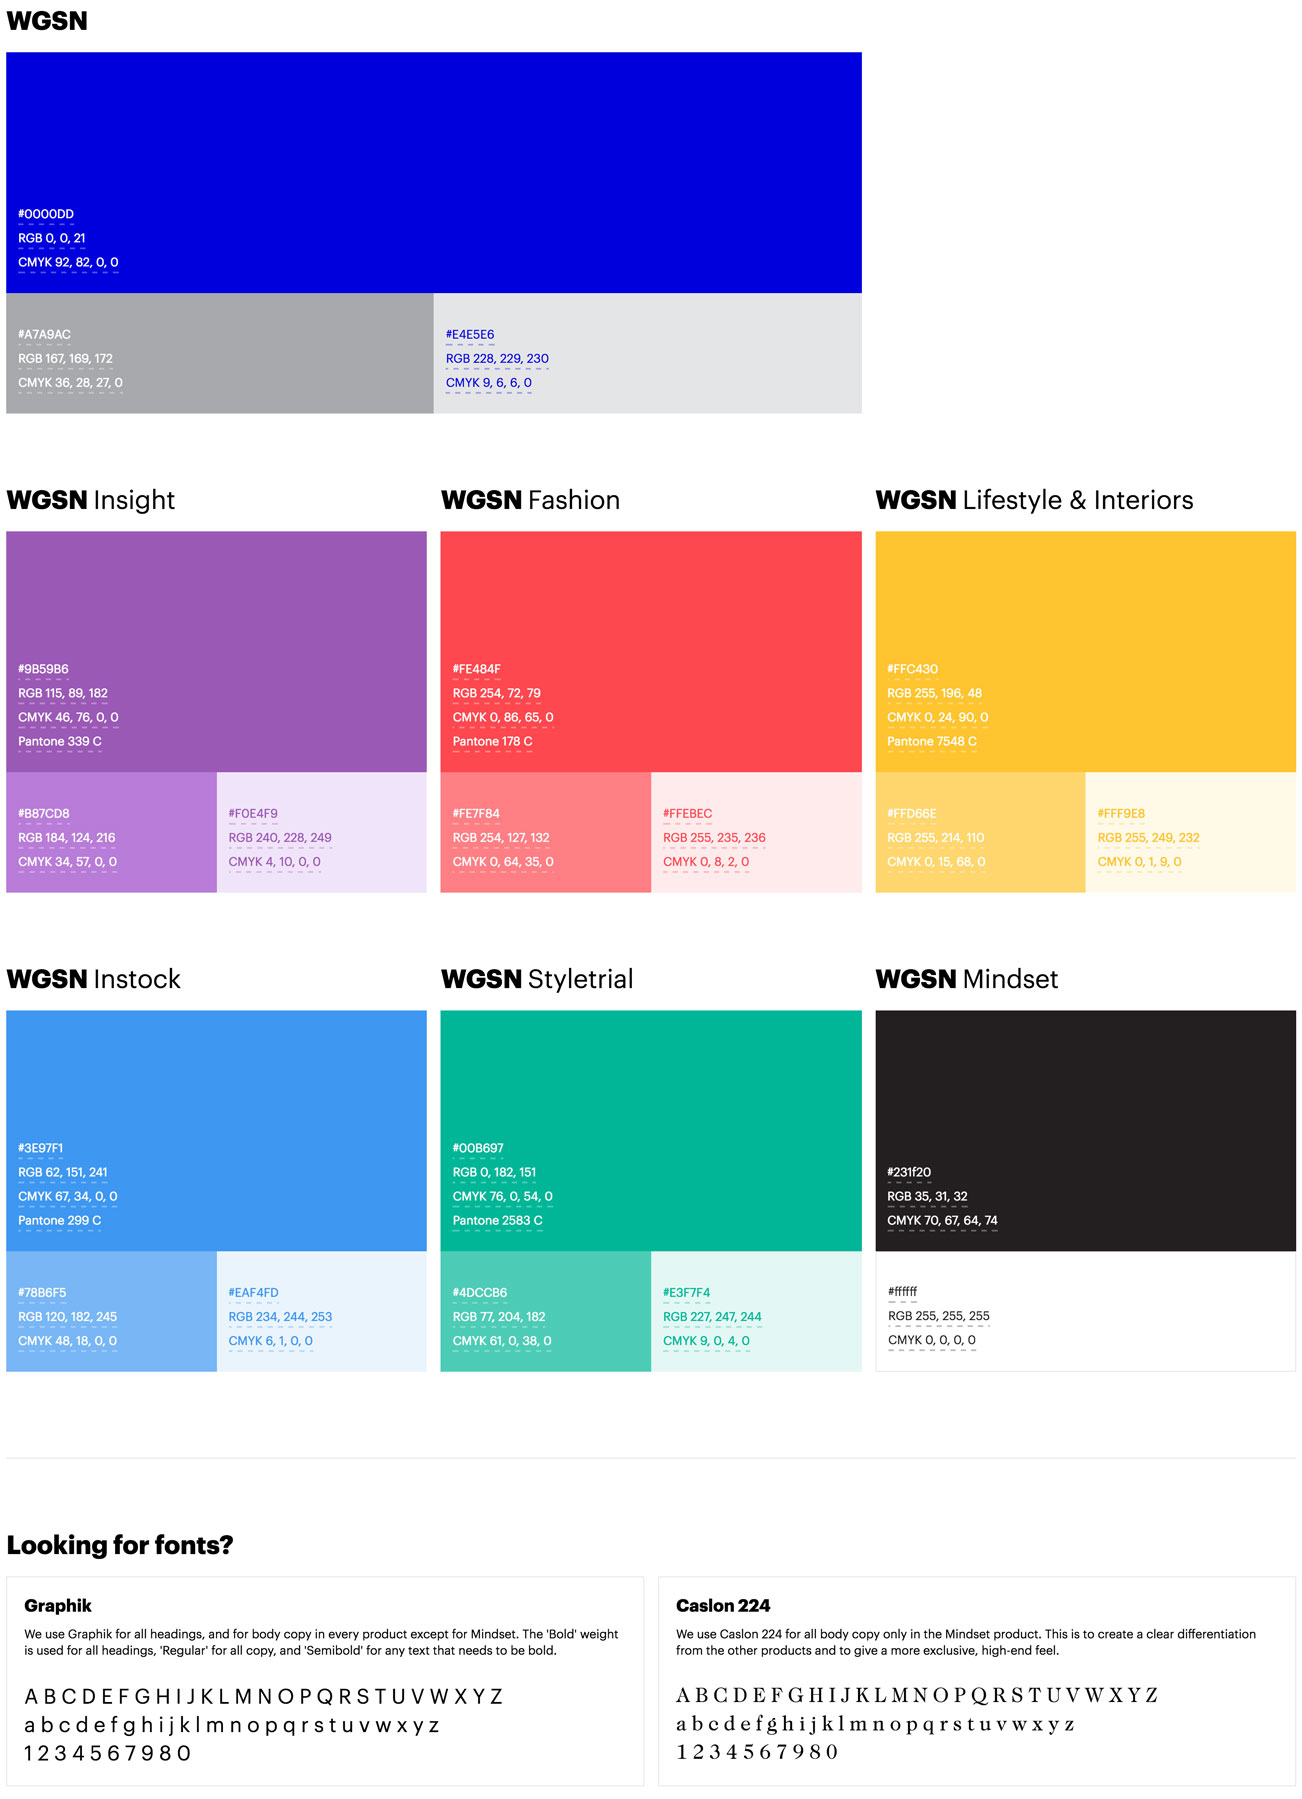 WGSN
#0000DD
RGB 0, 0, 21
CMYK 92, 82, 0, 0
#A7A9AC
RGB 167, 169, 172
CMYK 36, 28, 27, 0
#E4E5E6
RGB 228, 229, 230
CMYK 9, 6, 6, 0
WGSN Insight
#9B59B6
RGB 115, 89, 182
CMYK 46, 76, 0, 0
Pantone 339 C
#B87CD8
RGB 184, 124, 216
CMYK 34, 57, 0, 0
#F0E4F9
RGB 240, 228, 249
CMYK 4, 10, 0, 0
WGSN Fashion
#FE484F
RGB 254, 72, 79
CMYK 0, 86, 65, 0
Pantone 178 C
#FE7F84
RGB 254, 127, 132
CMYK 0, 64, 35, 0
#FFEBEC
RGB 255, 235, 236
CMYK 0, 8, 2, 0
WGSN Lifestyle & Interiors
#FFC430
RGB 255, 196, 48
CMYK 0, 24, 90, 0
Pantone 7548 C
#FFD66E
RGB 255, 214, 110
CMYK 0, 15, 68, 0
#FFF9E8
RGB 255, 249, 232
CMYK 0, 1, 9, 0
WGSN Instock
#3E97F1
RGB 62, 151, 241
CMYK 67, 34, 0, 0
Pantone 299 C
#78B6F5
RGB 120, 182, 245
CMYK 48, 18, 0, 0
#EAF4FD
RGB 234, 244, 253
CMYK 6, 1, 0, 0
WGSN Styletrial
#00B697
RGB 0, 182, 151
CMYK 76, 0, 54, 0
Pantone 2583 C
#4DCCB6
RGB 77, 204, 182
CMYK 61, 0, 38, 0
#E3F7F4
RGB 227, 247, 244
CMYK 9, 0, 4, 0
WGSN Mindset
#231f20
RGB 35, 31, 32
CMYK 70, 67, 64, 74
#ffffff
RGB 255, 255, 255
CMYK 0, 0, 0, 0
Looking for fonts?
Graphik
We use Graphik for all headings, and for body copy in every product except for Mindset. The 'Bold' weight
is used for all headings, 'Regular' for all copy, and 'Semibold' for any text that needs to be bold.
A B C D E F G H I J K L M N O P Q R S T U V W X Y Z
a b c d e f g h i j k l m n o p q r s t u v w x y z
1 2 3 4 5 6 7 9 8 0
Caslon 224
We use Caslon 224 for all body copy only in the Mindset product. This is to create a clear differentiation
from the other products and to give a more exclusive, high-end feel.
A B C D E F G H I J K L M N O P Q R S T U V W X Y Z
a b c d e f g h i j k l m n o p q r s t u v w x y z
1 2 3 4 5 6 7 9 8 0